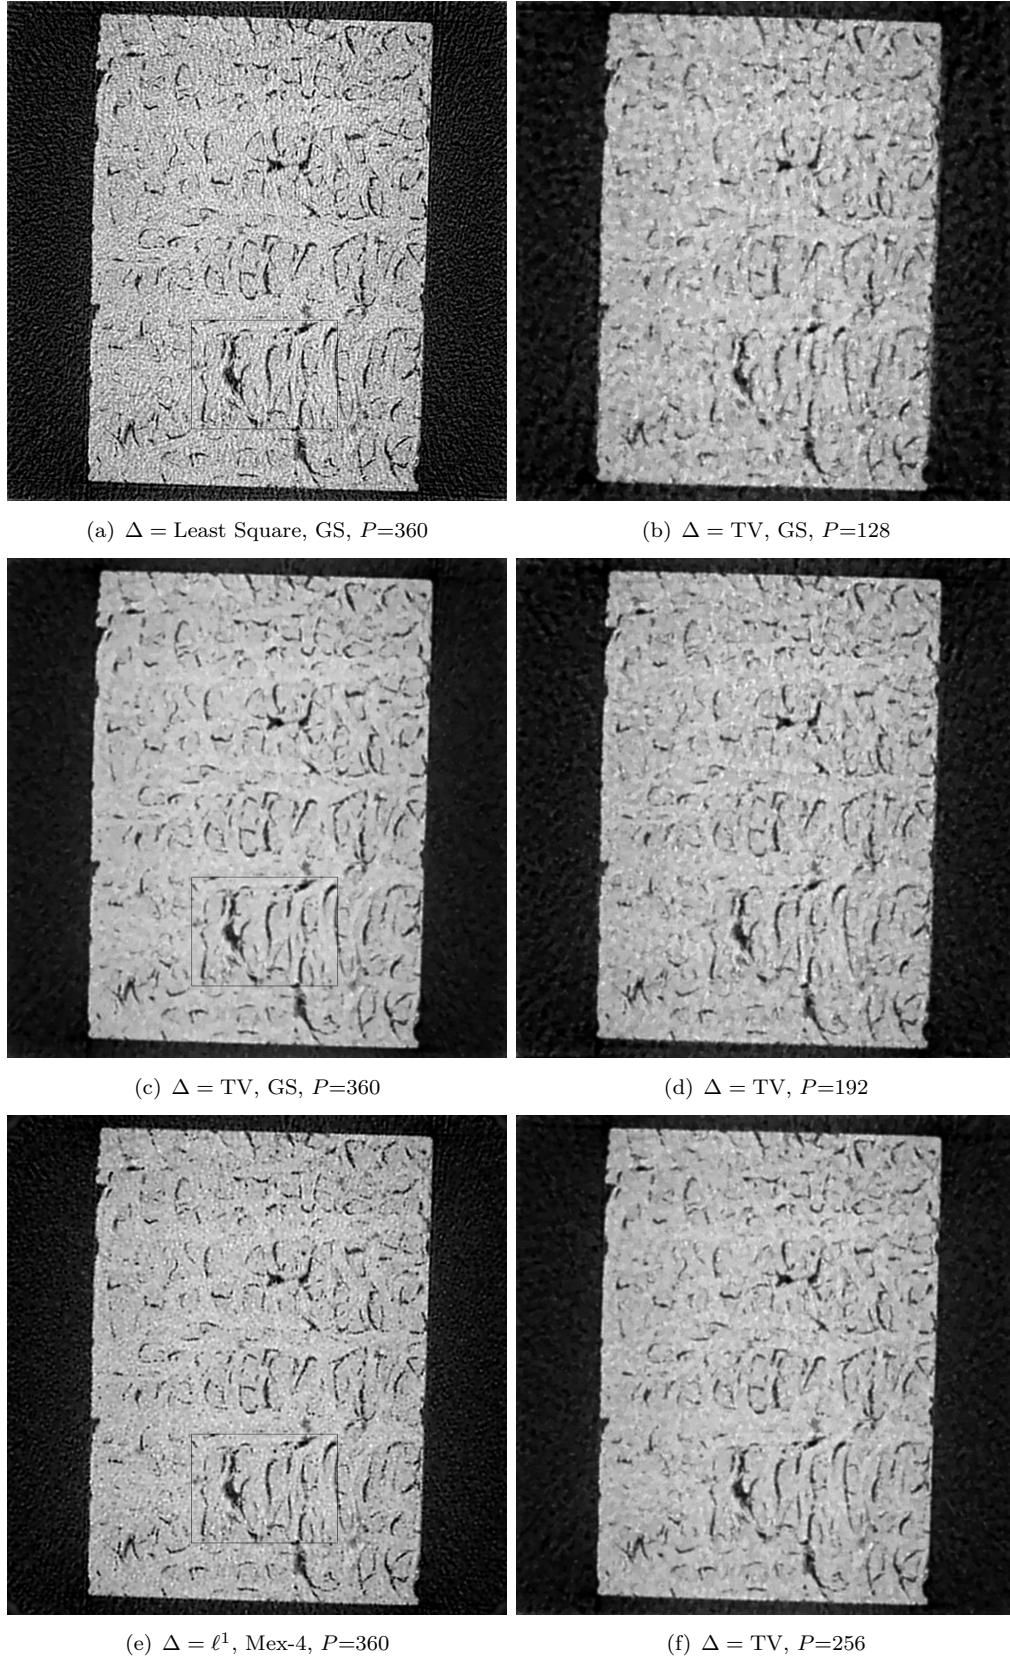 (a) Δ = Least Square, GS, P=360
(b) Δ = TV, GS, P=128
(c) Δ = TV, GS, P=360
(d) Δ = TV, P=192
(e) Δ = ℓ¹, Mex-4, P=360
(f) Δ = TV, P=256